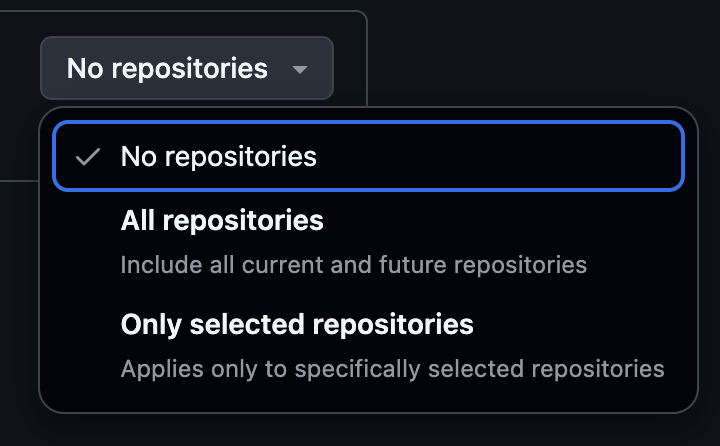 No repositories
No repositories
All repositories
Include all current and future repositories
Only selected repositories
Applies only to specifically selected repositories